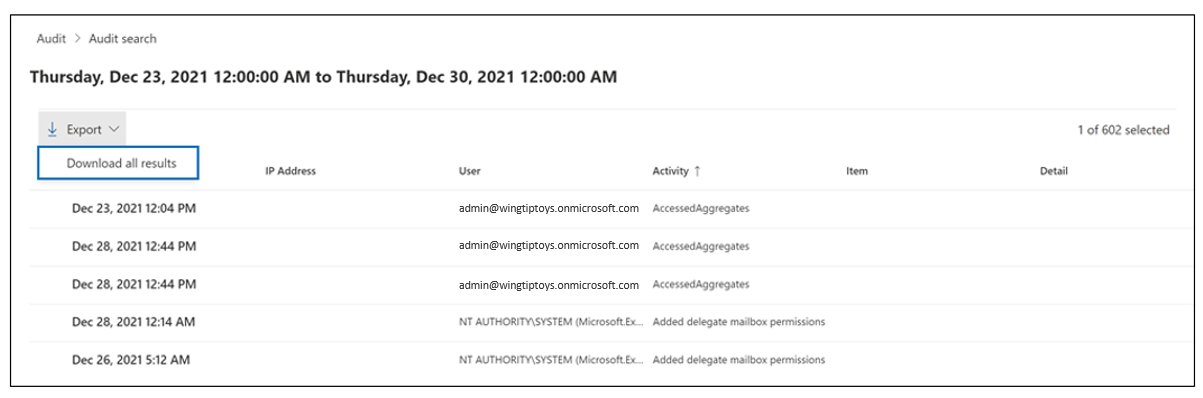 Audit > Audit search
Thursday, Dec 23, 2021 12:00:00 AM to Thursday, Dec 30, 2021 12:00:00 AM
Export
1 of 602 selected
Download all results
IP Address User Activity ↑ Item Detail
Dec 23, 2021 12:04 PM admin@wingtiptoys.onmicrosoft.com AccessedAggregates
Dec 28, 2021 12:44 PM admin@wingtiptoys.onmicrosoft.com AccessedAggregates
Dec 28, 2021 12:44 PM admin@wingtiptoys.onmicrosoft.com AccessedAggregates
Dec 28, 2021 12:14 AM NT AUTHORITY\SYSTEM (Microsoft.Ex... Added delegate mailbox permissions
Dec 26, 2021 5:12 AM NT AUTHORITY\SYSTEM (Microsoft.Ex... Added delegate mailbox permissions